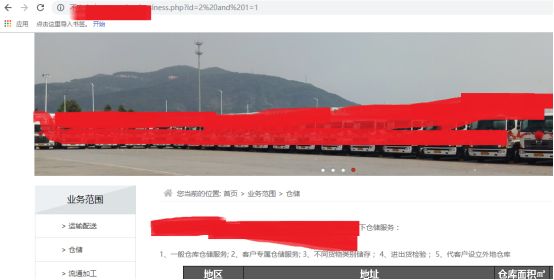 iness.php?id=2%20and%201=1
应用 点击这里导入书签。 开始
业务范围
> 运输配送
> 仓储
> 流通加工
您当前的位置: 首页 > 业务范围 > 仓储
下仓储服务：
1、一般仓库仓储服务; 2、客户专属仓储服务; 3、不同货物类别储存； 4、进出货检验； 5、代客户设立外地仓库
地区 地址 仓库面积㎡